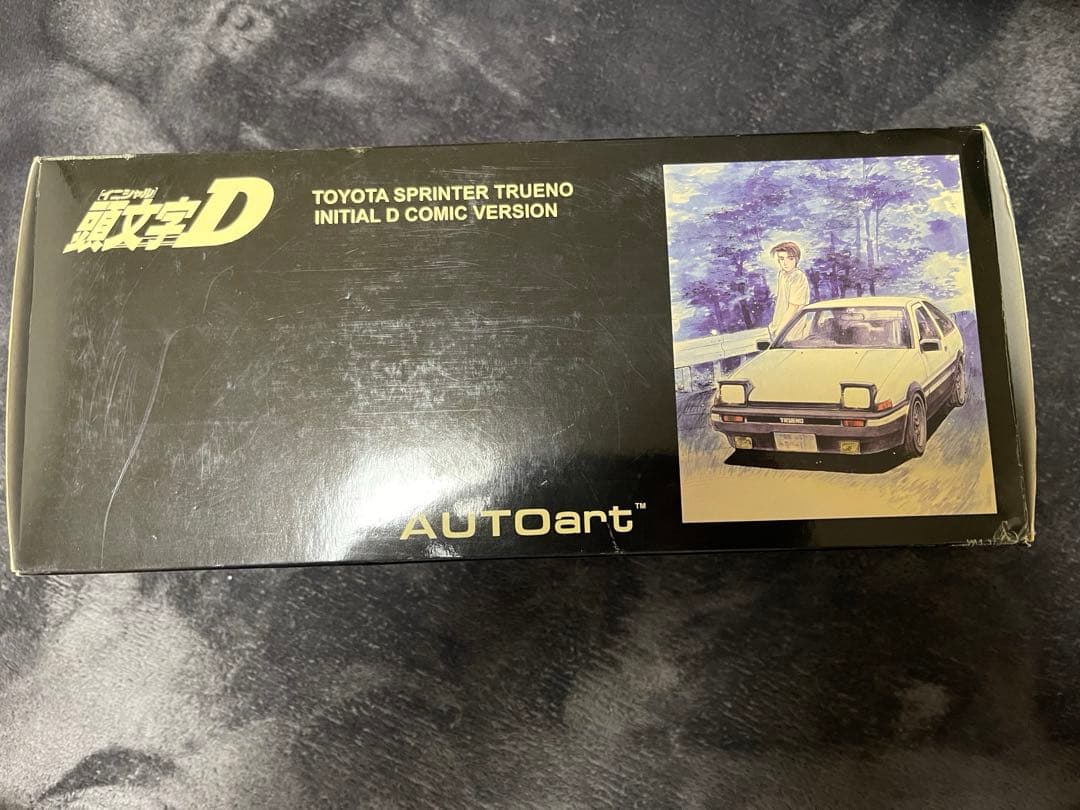 イニシャル
頭文字D
TOYOTA SPRINTER TRUENO
INITIAL D COMIC VERSION
TRUENO
AUTOart™